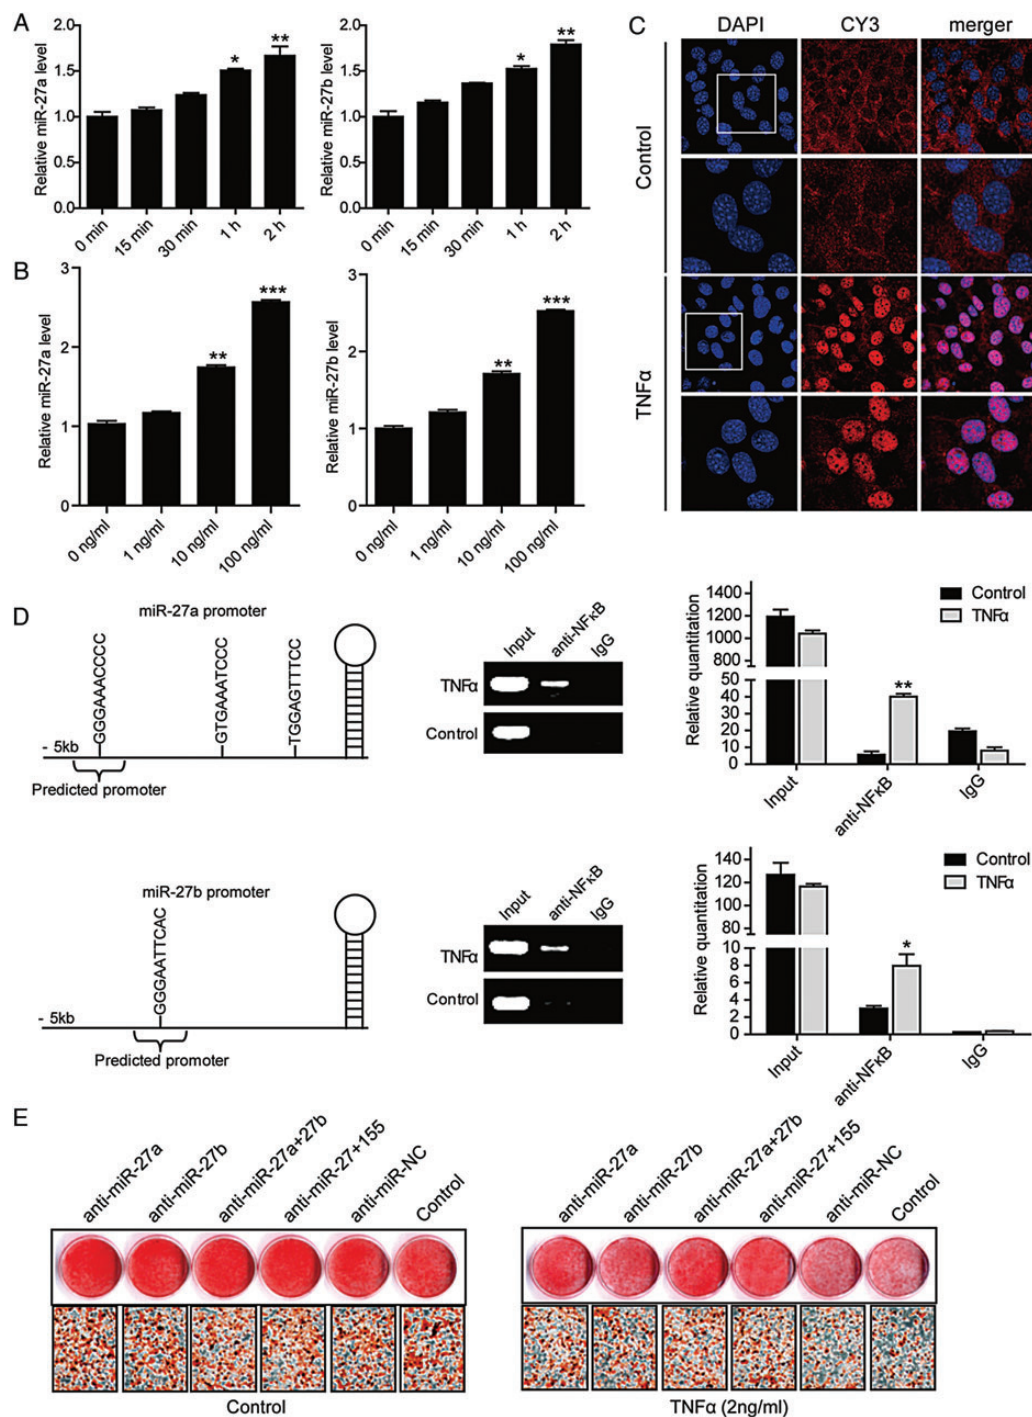 A
Relative miR-27a level
2.0
1.5
1.0
0.5
0.0
0 min
15 min
30 min
1 h
2 h
*
**
Relative miR-27b level
2.0
1.5
1.0
0.5
0.0
0 min
15 min
30 min
1 h
2 h
*
**
B
Relative miR-27a level
3
2
1
0
0 ng/ml
1 ng/ml
10 ng/ml
100 ng/ml
**
***
Relative miR-27b level
3
2
1
0
0 ng/ml
1 ng/ml
10 ng/ml
100 ng/ml
**
***
C
DAPI
CY3
merger
Control
TNFα
D
miR-27a promoter
GGGAAACCCC
GTGAAATCCC
TGGAGTTTCC
- 5kb
Predicted promoter
Input
anti-NFκB
IgG
TNFα
Control
Relative quantitation
1400
1200
1000
800
50
40
30
20
10
0
Control
TNFα
**
Input
anti-NFκB
IgG
miR-27b promoter
GGGAATTCAC
- 5kb
Predicted promoter
Input
anti-NFκB
IgG
TNFα
Control
Relative quantitation
140
120
100
80
10
8
6
4
2
0
Control
TNFα
*
Input
anti-NFκB
IgG
E
anti-miR-27a
anti-miR-27b
anti-miR-27a+27b
anti-miR-27+155
anti-miR-NC
Control
Control
anti-miR-27a
anti-miR-27b
anti-miR-27a+27b
anti-miR-27+155
anti-miR-NC
Control
TNFα (2ng/ml)